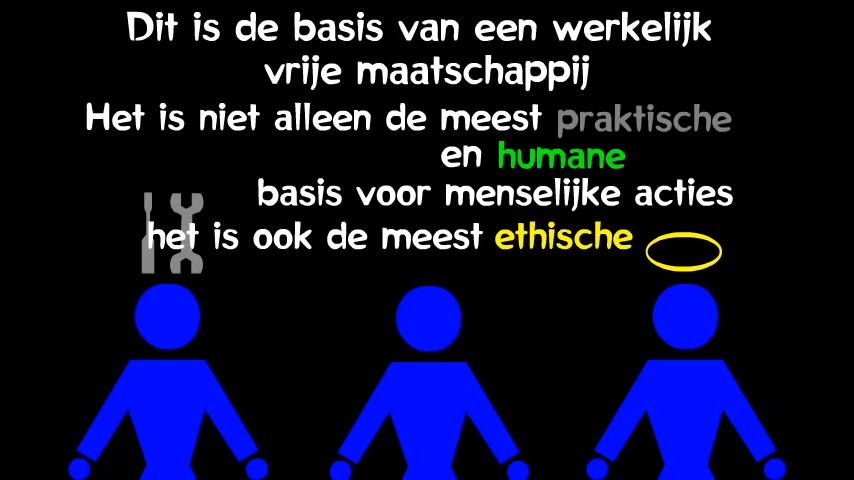 Dit is de basis van een werkelijk
vrije maatschappij
Het is niet alleen de meest praktische
en humane
basis voor menselijke acties
het is ook de meest ethische